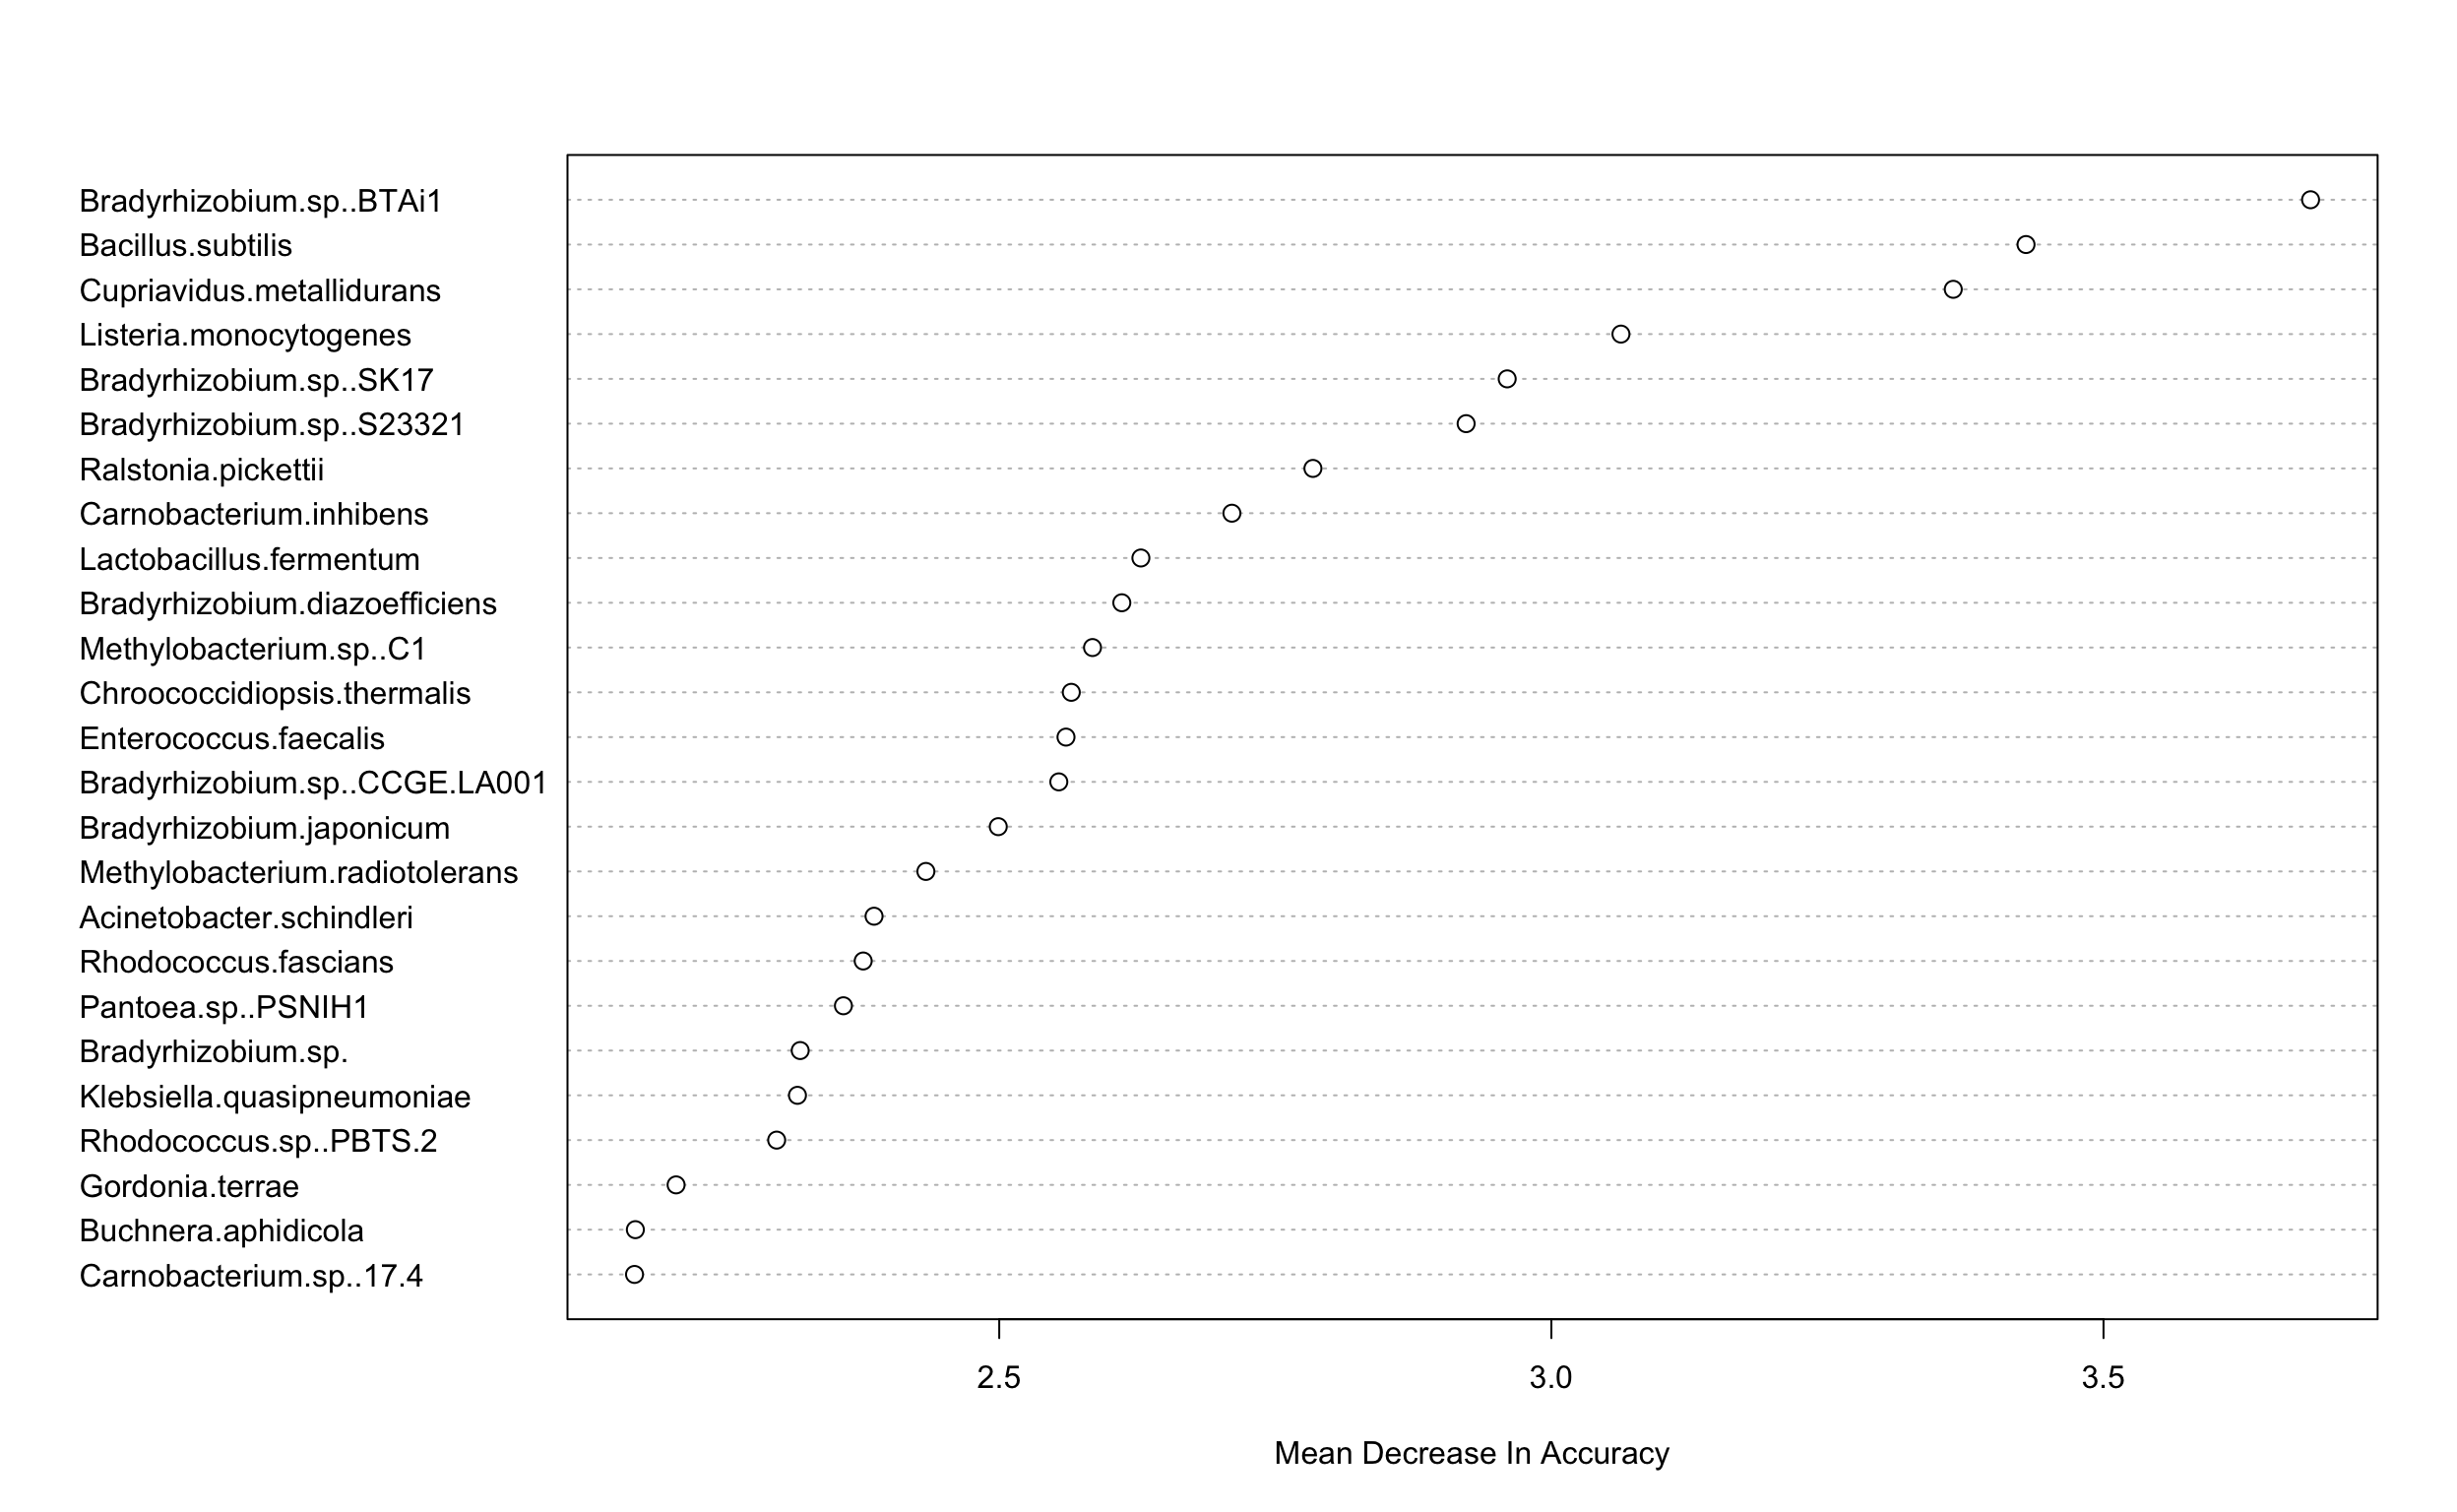 Bradyrhizobium.sp..BTAi1
Bacillus.subtilis
Cupriavidus.metallidurans
Listeria.monocytogenes
Bradyrhizobium.sp..SK17
Bradyrhizobium.sp..S23321
Ralstonia.pickettii
Carnobacterium.inhibens
Lactobacillus.fermentum
Bradyrhizobium.diazoefficiens
Methylobacterium.sp..C1
Chroococcidiopsis.thermalis
Enterococcus.faecalis
Bradyrhizobium.sp..CCGE.LA001
Bradyrhizobium.japonicum
Methylobacterium.radiotolerans
Acinetobacter.schindleri
Rhodococcus.fascians
Pantoea.sp..PSNIH1
Bradyrhizobium.sp.
Klebsiella.quasipneumoniae
Rhodococcus.sp..PBTS.2
Gordonia.terrae
Buchnera.aphidicola
Carnobacterium.sp..17.4
2.5 3.0 3.5
Mean Decrease In Accuracy